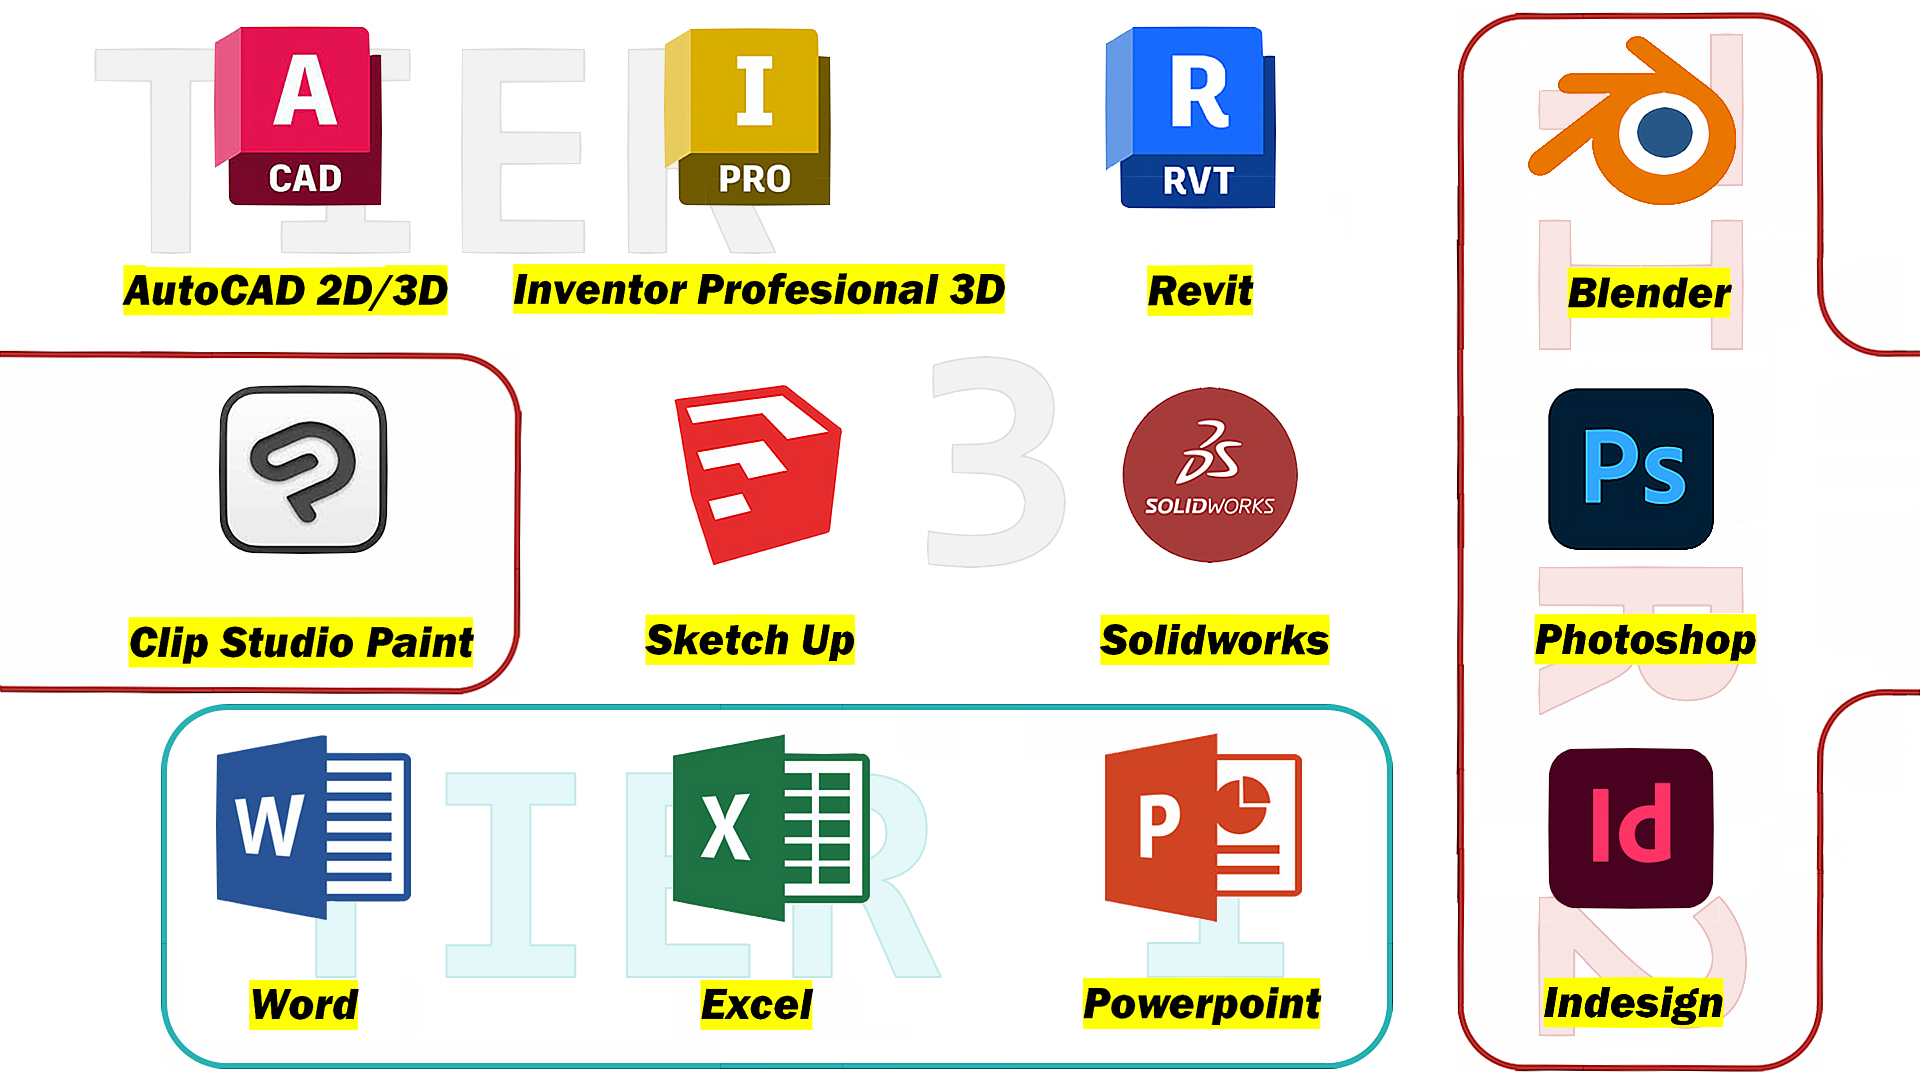 TIER
A
CAD
I
PRO
R
RVT
AutoCAD 2D/3D
Inventor Profesional 3D
Revit
Blender
3
SOLIDWORKS
Ps
Clip Studio Paint
Sketch Up
Solidworks
Photoshop
TIER 2
W
X
P
Id
TIER 1
Word
Excel
Powerpoint
Indesign